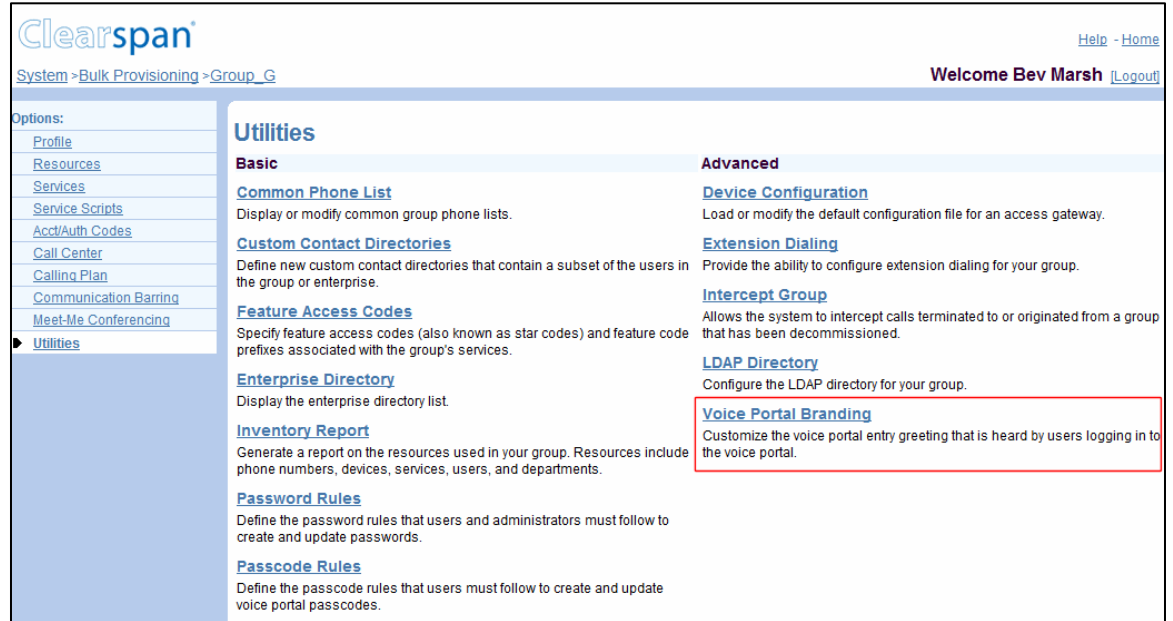 Clearspan
Help - Home
System >Bulk Provisioning >Group_G
Welcome Bev Marsh [Logout]
Options:
Profile
Resources
Services
Service Scripts
Acct/Auth Codes
Call Center
Calling Plan
Communication Barring
Meet-Me Conferencing
Utilities
Utilities
Basic
Common Phone List
Display or modify common group phone lists.
Custom Contact Directories
Define new custom contact directories that contain a subset of the users in
the group or enterprise.
Feature Access Codes
Specify feature access codes (also known as star codes) and feature code
prefixes associated with the group's services.
Enterprise Directory
Display the enterprise directory list.
Inventory Report
Generate a report on the resources used in your group. Resources include
phone numbers, devices, services, users, and departments.
Password Rules
Define the password rules that users and administrators must follow to
create and update passwords.
Passcode Rules
Define the passcode rules that users must follow to create and update
voice portal passcodes.
Advanced
Device Configuration
Load or modify the default configuration file for an access gateway.
Extension Dialing
Provide the ability to configure extension dialing for your group.
Intercept Group
Allows the system to intercept calls terminated to or originated from a group
that has been decommissioned.
LDAP Directory
Configure the LDAP directory for your group.
Voice Portal Branding
Customize the voice portal entry greeting that is heard by users logging in to
the voice portal.